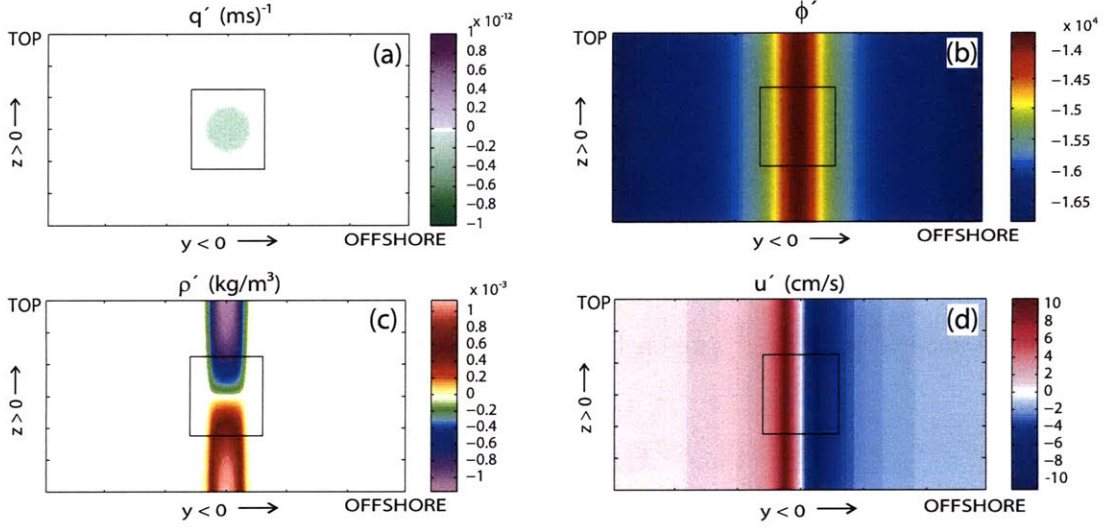 q´ (ms)⁻¹
x 10⁻¹²
TOP
(a)
1
0.8
0.6
0.4
0.2
0
−0.2
−0.4
−0.6
−0.8
−1
z > 0 ⟶
y < 0 ⟶
OFFSHORE
ϕ´
x10⁴
TOP
(b)
−1.4
−1.45
−1.5
−1.55
−1.6
−1.65
z > 0 ⟶
y < 0 ⟶
OFFSHORE
ρ´ (kg/m³)
x 10⁻³
TOP
(c)
1
0.8
0.6
0.4
0.2
0
−0.2
−0.4
−0.6
−0.8
−1
z > 0 ⟶
y < 0 ⟶
OFFSHORE
u´ (cm/s)
TOP
(d)
10
8
6
4
2
0
−2
−4
−6
−8
−10
z > 0 ⟶
y < 0 ⟶
OFFSHORE